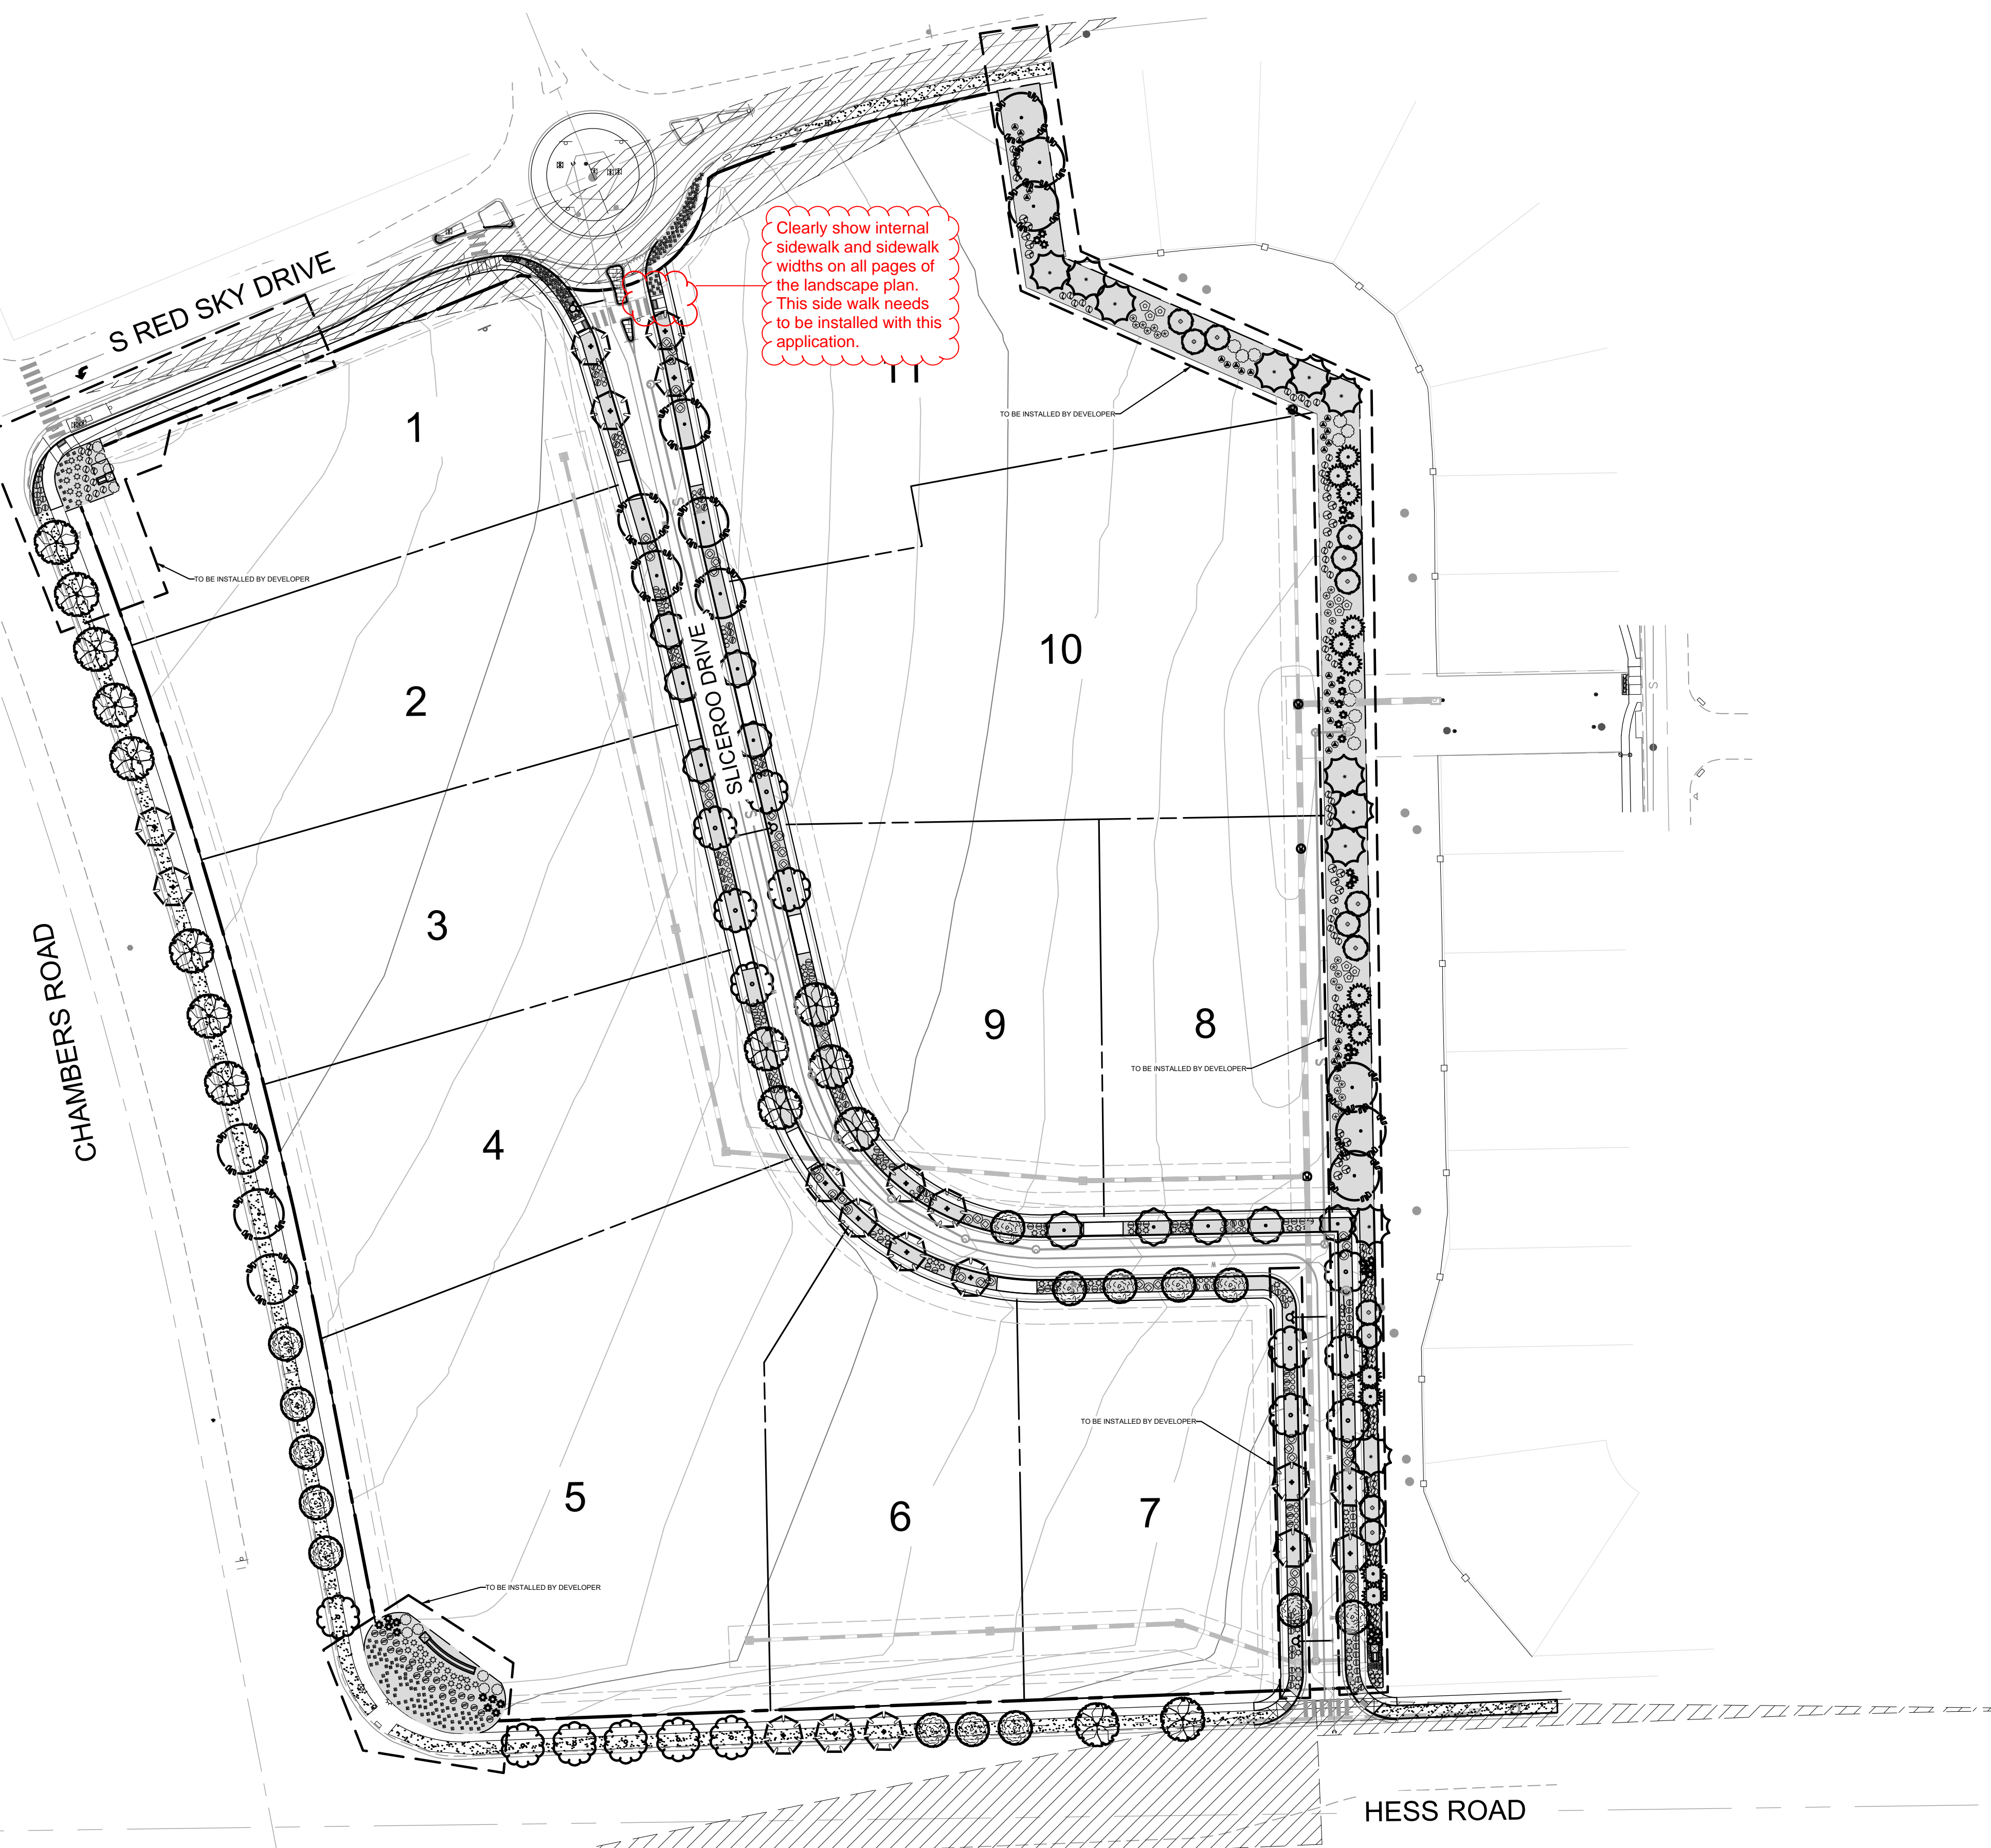 S RED SKY DRIVE
Clearly show internal
sidewalk and sidewalk
widths on all pages of
the landscape plan.
This side walk needs
to be installed with this
application.
TO BE INSTALLED BY DEVELOPER
1
TO BE INSTALLED BY DEVELOPER
SLICEROO DRIVE
10
2
3
CHAMBERS ROAD
9
8
TO BE INSTALLED BY DEVELOPER
4
TO BE INSTALLED BY DEVELOPER
5
6
7
TO BE INSTALLED BY DEVELOPER
HESS ROAD